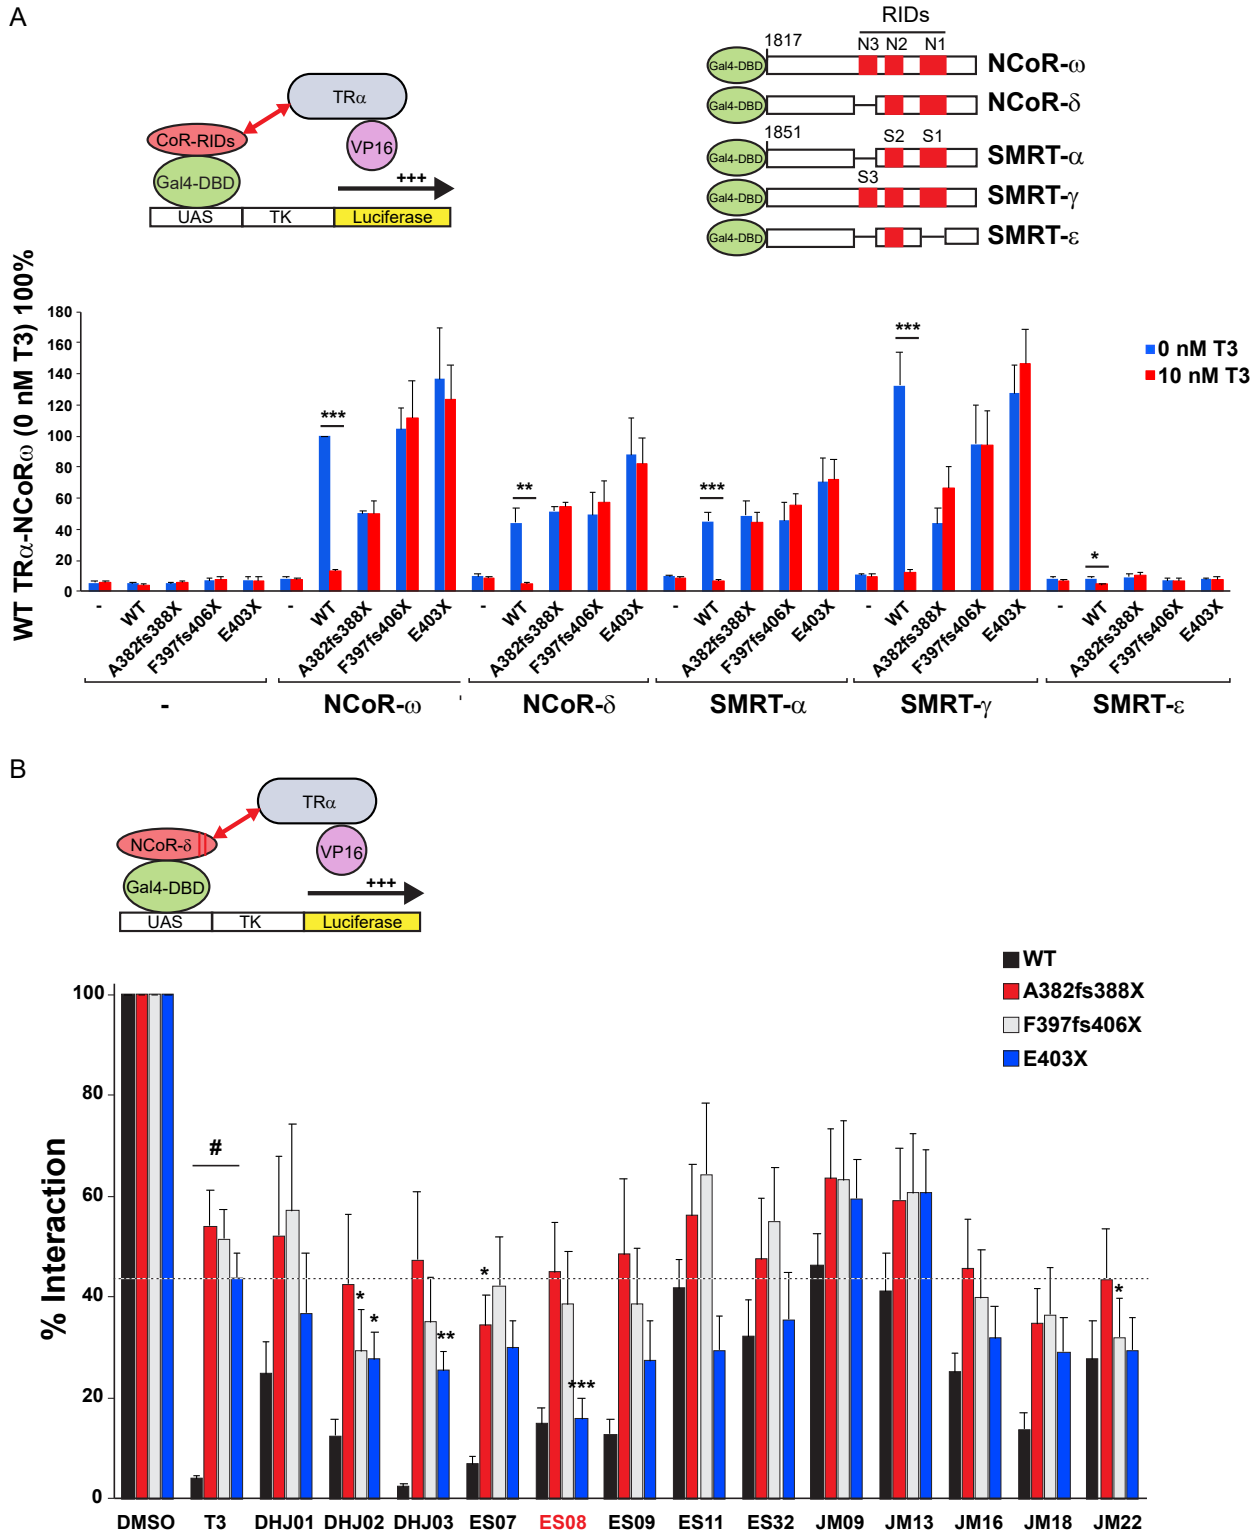 A
TRα
CoR-RIDs
VP16
Gal4-DBD
+++
UAS TK Luciferase
RIDs
1817 N3 N2 N1
Gal4-DBD NCoR-ω
Gal4-DBD NCoR-δ
1851 S2 S1
Gal4-DBD SMRT-α
S3
Gal4-DBD SMRT-γ
Gal4-DBD SMRT-ε
WT TRα-NCoRω (0 nM T3) 100%
180
160
140
120
100
80
60
40
20
0
*** ** *** *** *
0 nM T3
10 nM T3
- WT A382fs388X F397fs406X E403X
- WT A382fs388X F397fs406X E403X
- WT A382fs388X F397fs406X E403X
- WT A382fs388X F397fs406X E403X
- WT A382fs388X F397fs406X E403X
- WT A382fs388X F397fs406X E403X
- NCoR-ω ' NCoR-δ SMRT-α SMRT-γ SMRT-ε
B
TRα
NCoR-δ
VP16
Gal4-DBD
+++
UAS TK Luciferase
WT
A382fs388X
F397fs406X
E403X
% Interaction
100
80
60
40
20
0
# * * ** * *** *
DMSO T3 DHJ01 DHJ02 DHJ03 ES07 ES08 ES09 ES11 ES32 JM09 JM13 JM16 JM18 JM22